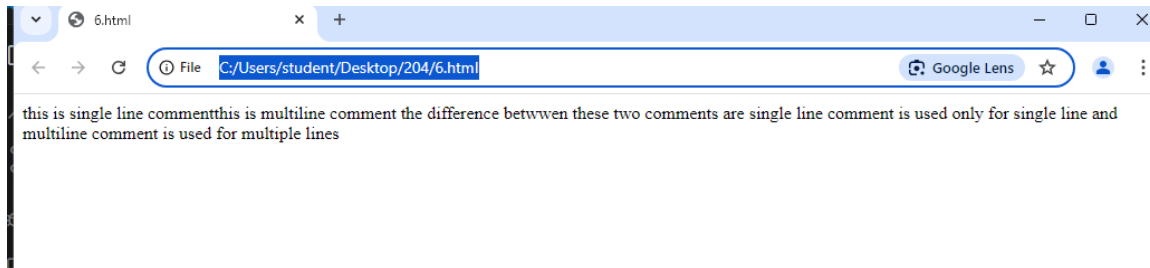 6.html
File C:/Users/student/Desktop/204/6.html Google Lens
this is single line commentthis is multiline comment the difference betwwen these two comments are single line comment is used only for single line and
multiline comment is used for multiple lines